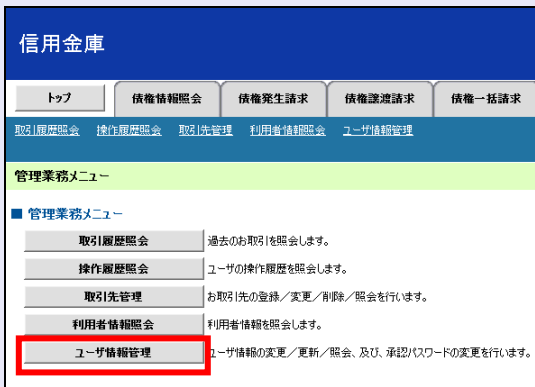 信用金庫
トップ 債権情報照会 債権発生請求 債権譲渡請求 債権一括請求
取引履歴照会 操作履歴照会 取引先管理 利用者情報照会 ユーザ情報管理
管理業務メニュー
■ 管理業務メニュー
取引履歴照会 過去のお取引を照会します。
操作履歴照会 ユーザの操作履歴を照会します。
取引先管理 お取引先の登録／変更／削除／照会を行います。
利用者情報照会 利用者情報を照会します。
ユーザ情報管理 ユーザ情報の変更／更新／照会、及び、承認パスワードの変更を行います。